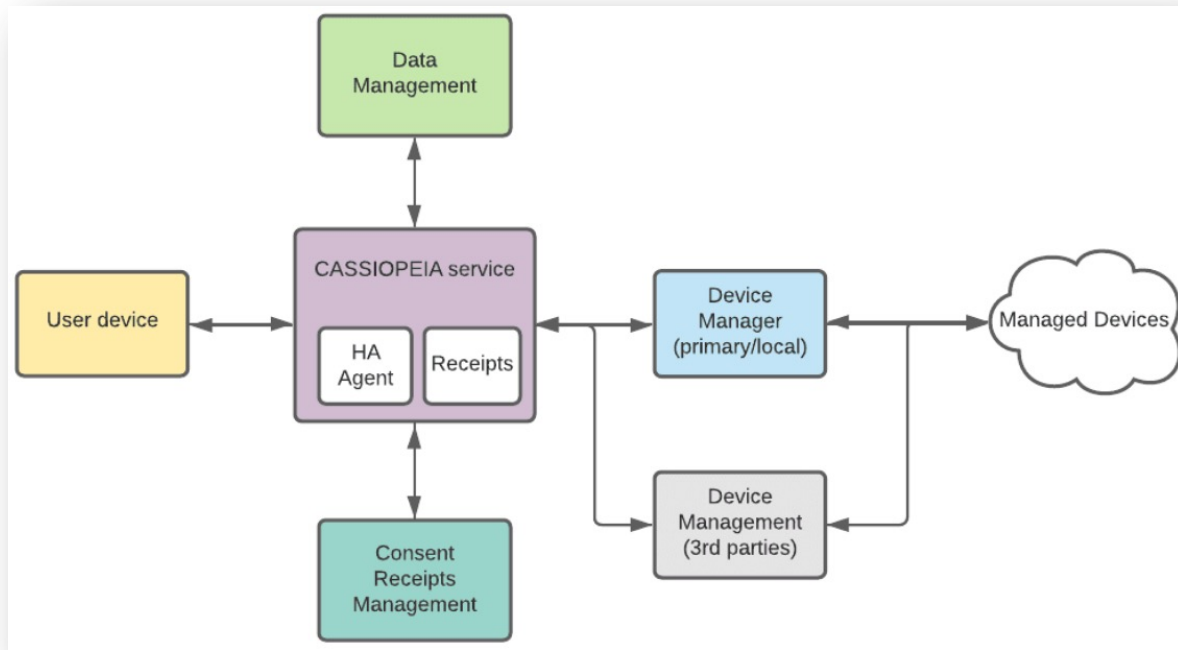 Data
Management
CASSIOPEIA service
HA
Agent
Receipts
User device
Device
Manager
(primary/local)
Managed Devices
Device
Management
(3rd parties)
Consent
Receipts
Management